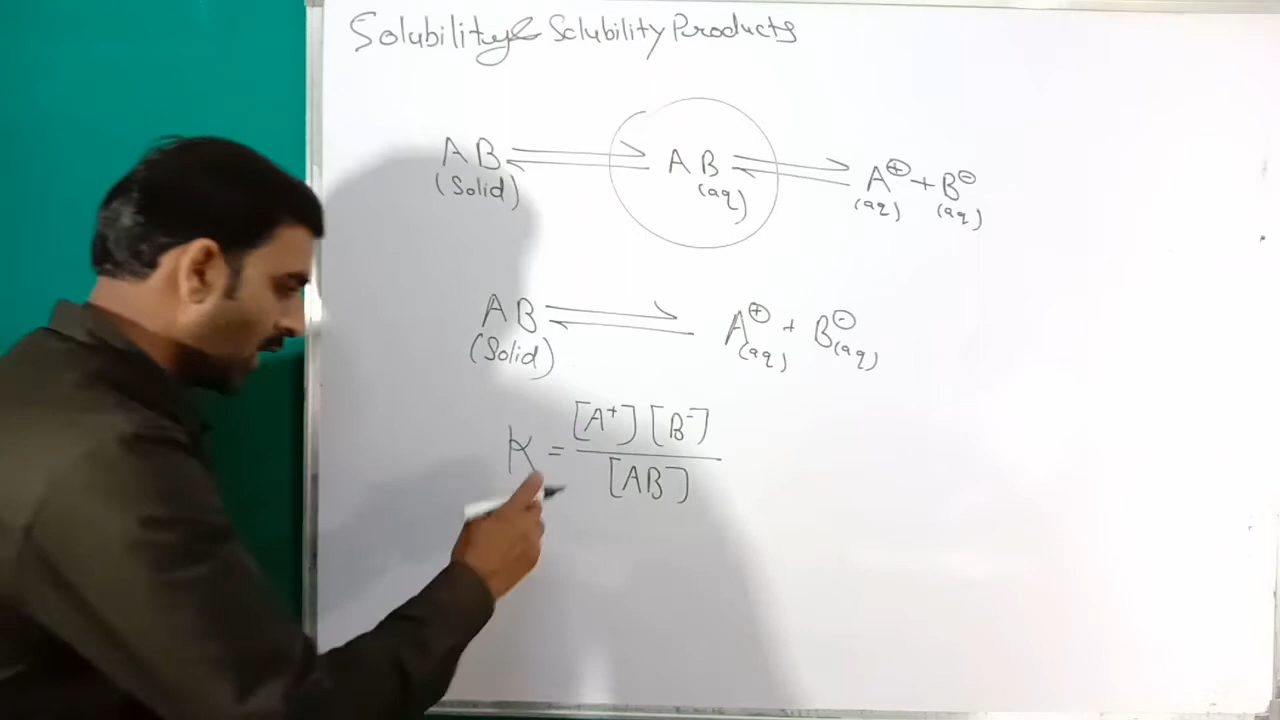 Solubility & Solubility Products
AB ⇌ AB ⇌ A⊕ + B⊖
(Solid) (aq) (aq) (aq)
AB ⇌ A⊕ + B⊖
(Solid) (aq) (aq)
K = [A⁺] [B⁻]
[AB]